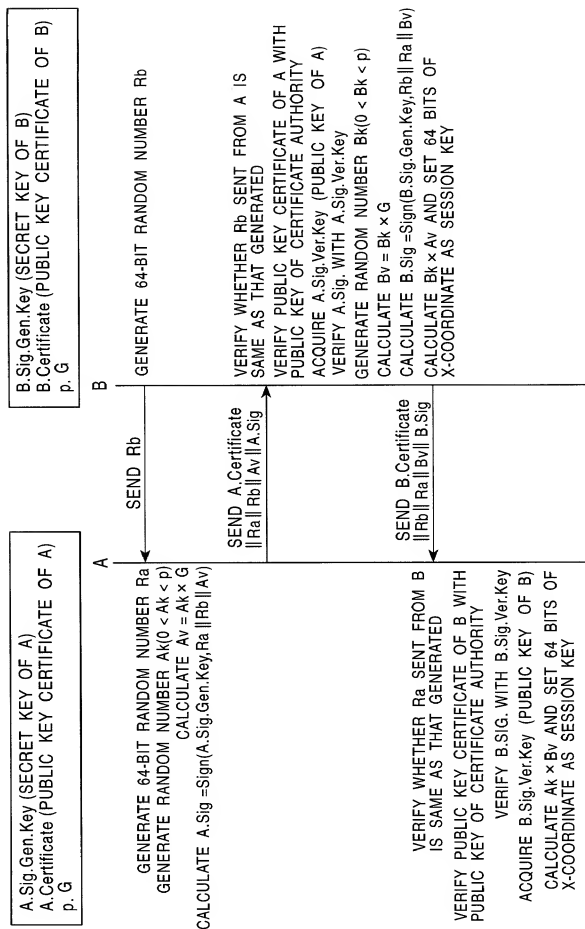 A.Sig.Gen.Key (SECRET KEY OF A)
A.Certificate (PUBLIC KEY CERTIFICATE OF A)
p. G
B.Sig.Gen.Key (SECRET KEY OF B)
B.Certificate (PUBLIC KEY CERTIFICATE OF B)
p. G
A
B
GENERATE 64-BIT RANDOM NUMBER Rb
SEND Rb
GENERATE 64-BIT RANDOM NUMBER Ra
GENERATE RANDOM NUMBER Ak(0 < Ak < p)
CALCULATE Av = Ak × G
CALCULATE A.Sig =Sign(A.Sig.Gen.Key,Ra || Rb || Av)
SEND A.Certificate
|| Ra || Rb || Av || A.Sig
VERIFY WHETHER Rb SENT FROM A IS
SAME AS THAT GENERATED
VERIFY PUBLIC KEY CERTIFICATE OF A WITH
PUBLIC KEY OF CERTIFICATE AUTHORITY
ACQUIRE A.Sig.Ver.Key (PUBLIC KEY OF A)
VERIFY A.Sig. WITH A.Sig.Ver.Key
GENERATE RANDOM NUMBER Bk(0 < Bk < p)
CALCULATE Bv = Bk × G
CALCULATE B.Sig =Sign(B.Sig.Gen.Key,Rb || Ra || Bv)
CALCULATE Bk × Av AND SET 64 BITS OF
X-COORDINATE AS SESSION KEY
SEND B.Certificate
|| Rb || Ra || Bv || B.Sig
VERIFY WHETHER Ra SENT FROM B
IS SAME AS THAT GENERATED
VERIFY PUBLIC KEY CERTIFICATE OF B WITH
PUBLIC KEY OF CERTIFICATE AUTHORITY
VERIFY B.SIG. WITH B.Sig.Ver.Key
ACQUIRE B.Sig.Ver.Key (PUBLIC KEY OF B)
CALCULATE Ak × Bv AND SET 64 BITS OF
X-COORDINATE AS SESSION KEY